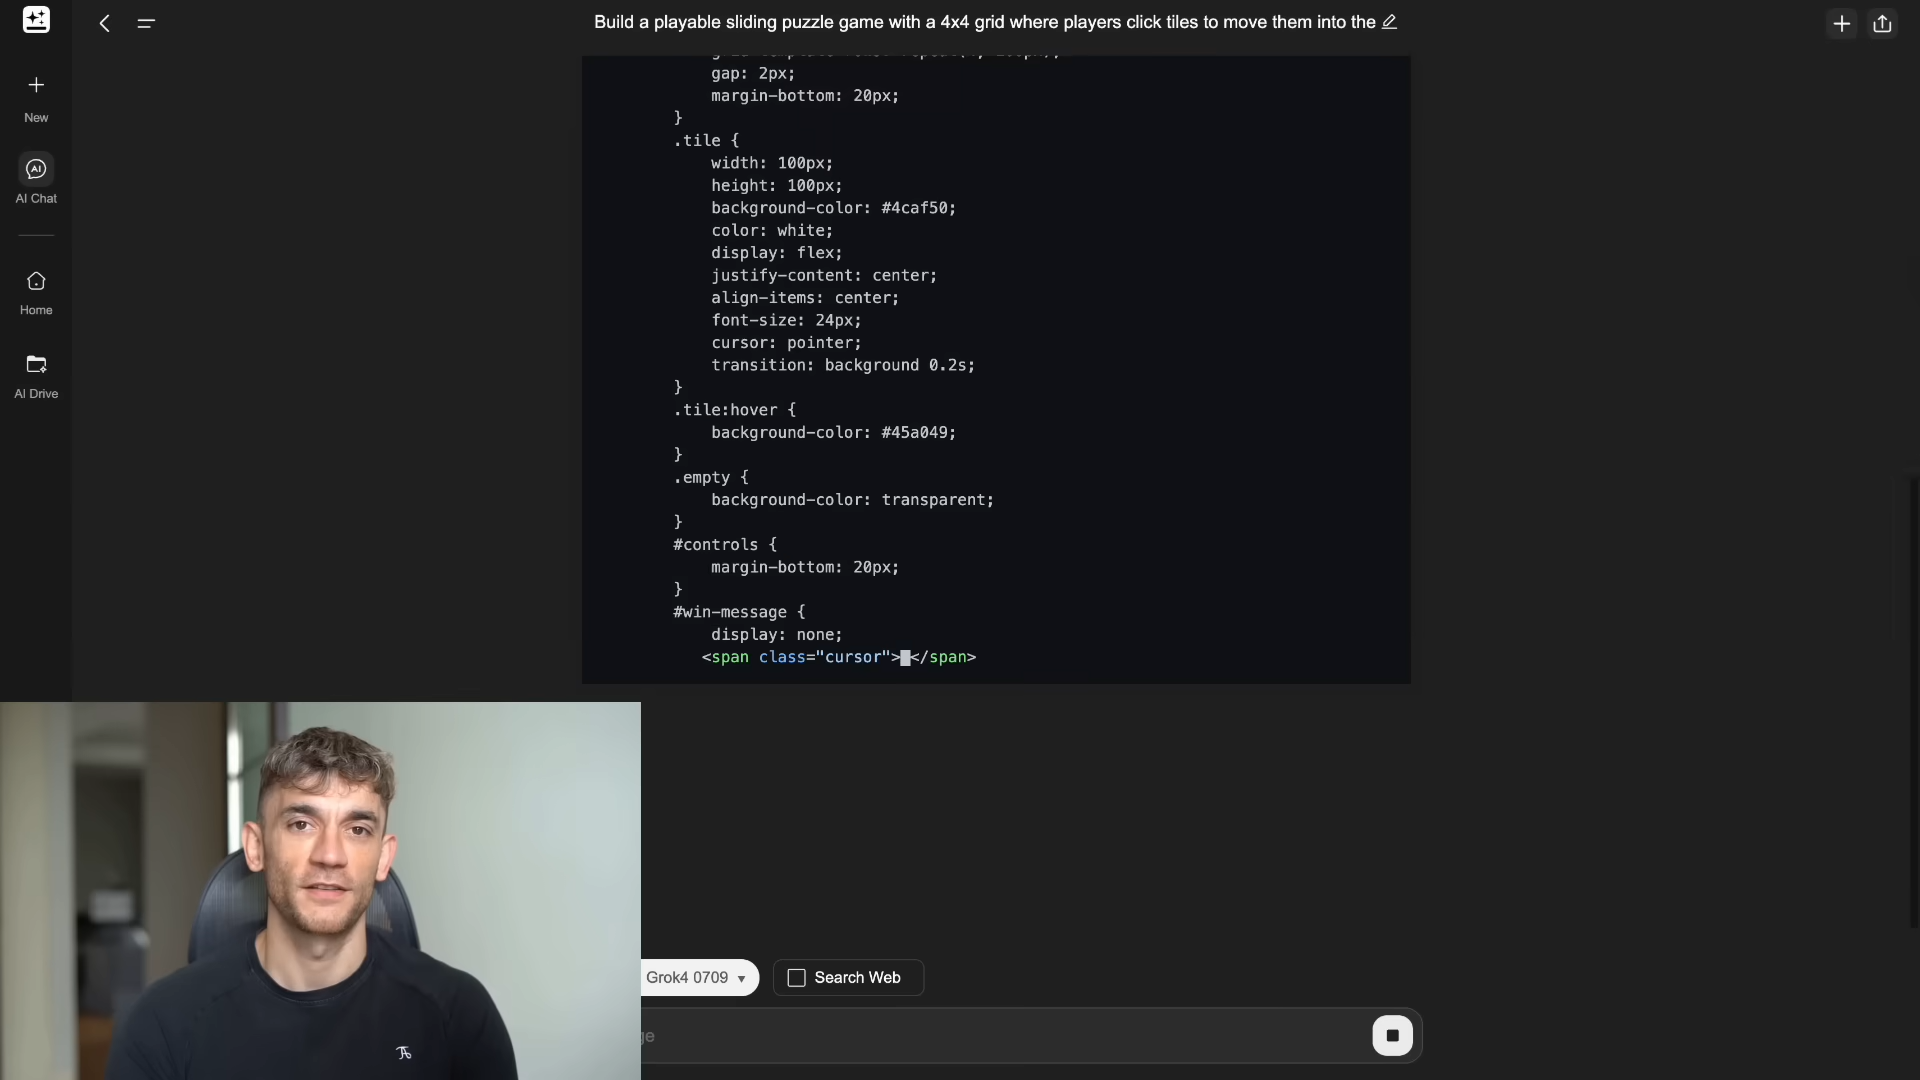 Build a playable sliding puzzle game with a 4x4 grid where players click tiles to move them into the
New
AI
AI Chat
Home
AI Drive
gap: 2px;
margin-bottom: 20px;
}
.tile {
width: 100px;
height: 100px;
background-color: #4caf50;
color: white;
display: flex;
justify-content: center;
align-items: center;
font-size: 24px;
cursor: pointer;
transition: background 0.2s;
}
.tile:hover {
background-color: #45a049;
}
.empty {
background-color: transparent;
}
#controls {
margin-bottom: 20px;
}
#win-message {
display: none;
<span class="cursor">█</span>
Grok4 0709
Search Web